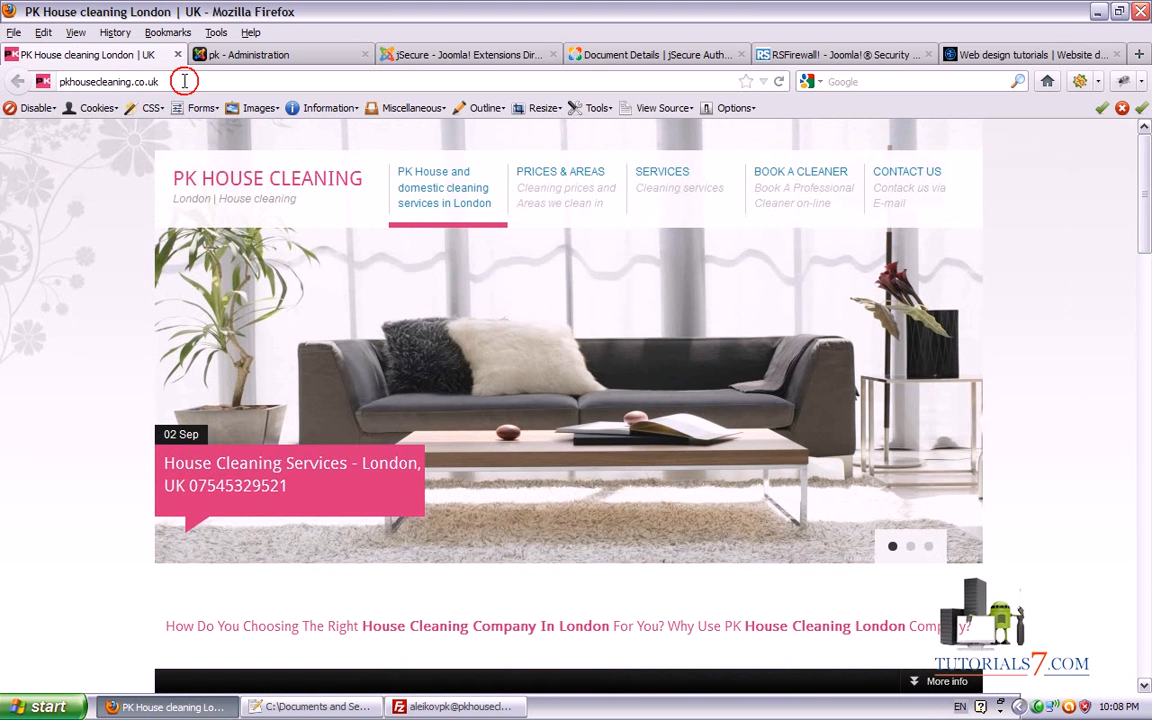 PK House cleaning London | UK - Mozilla Firefox
File Edit View History Bookmarks Tools Help
PK House cleaning London | UK
pk - Administration
jSecure - Joomla! Extensions Dir...
Document Details | jSecure Auth...
RSFirewall! - Joomla!® Security ...
Web design tutorials | Website d...
PK pkhousecleaning.co.uk
Google
Disable Cookies CSS Forms Images Information Miscellaneous Outline Resize Tools View Source Options
PK HOUSE CLEANING
London | House cleaning
PK House and
domestic cleaning
services in London
PRICES & AREAS
Cleaning prices and
Areas we clean in
SERVICES
Cleaning services
BOOK A CLEANER
Book A Professional
Cleaner on-line
CONTACT US
Contack us via
E-mail
02 Sep
House Cleaning Services - London,
UK 07545329521
How Do You Choosing The Right House Cleaning Company In London For You? Why Use PK House Cleaning London
TUTORIALS7.COM
More info
start
PK House cleaning Lo...
C:\Documents and Se...
aleikovpk@househousecl...
EN
10:08 PM